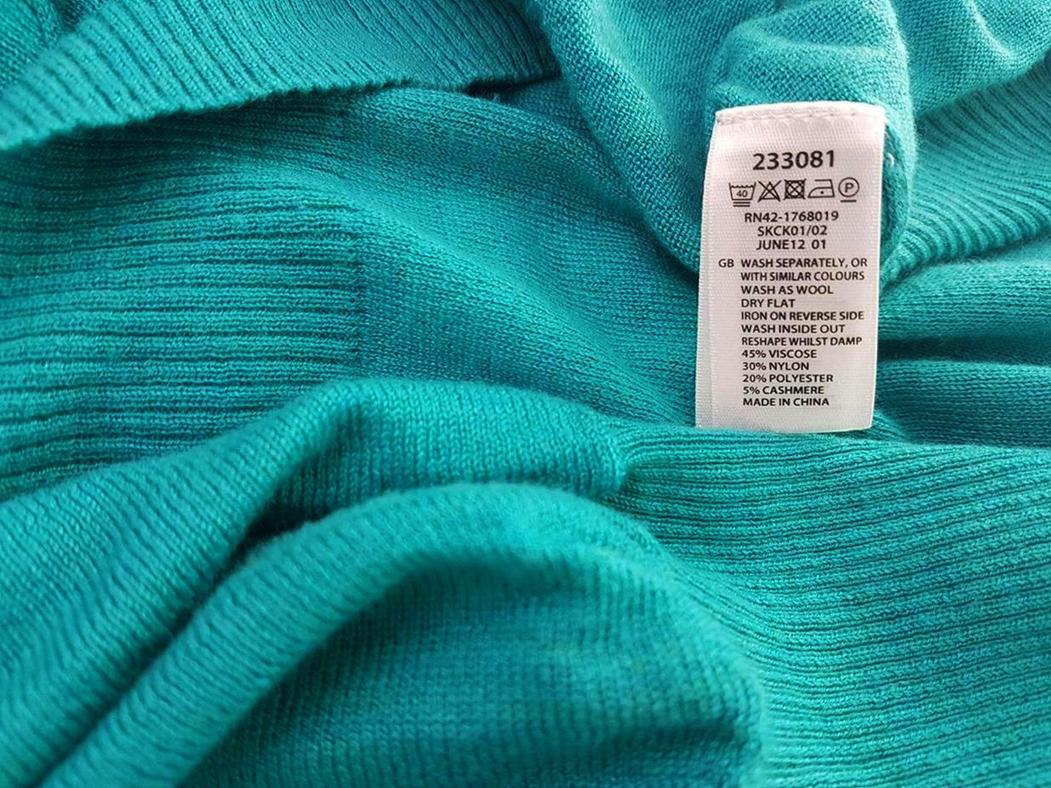 233081
40 P
RN42-1768019
SKCK01/02
JUNE12 01
GB WASH SEPARATELY, OR
WITH SIMILAR COLOURS
WASH AS WOOL
DRY FLAT
IRON ON REVERSE SIDE
WASH INSIDE OUT
RESHAPE WHILST DAMP
45% VISCOSE
30% NYLON
20% POLYESTER
5% CASHMERE
MADE IN CHINA